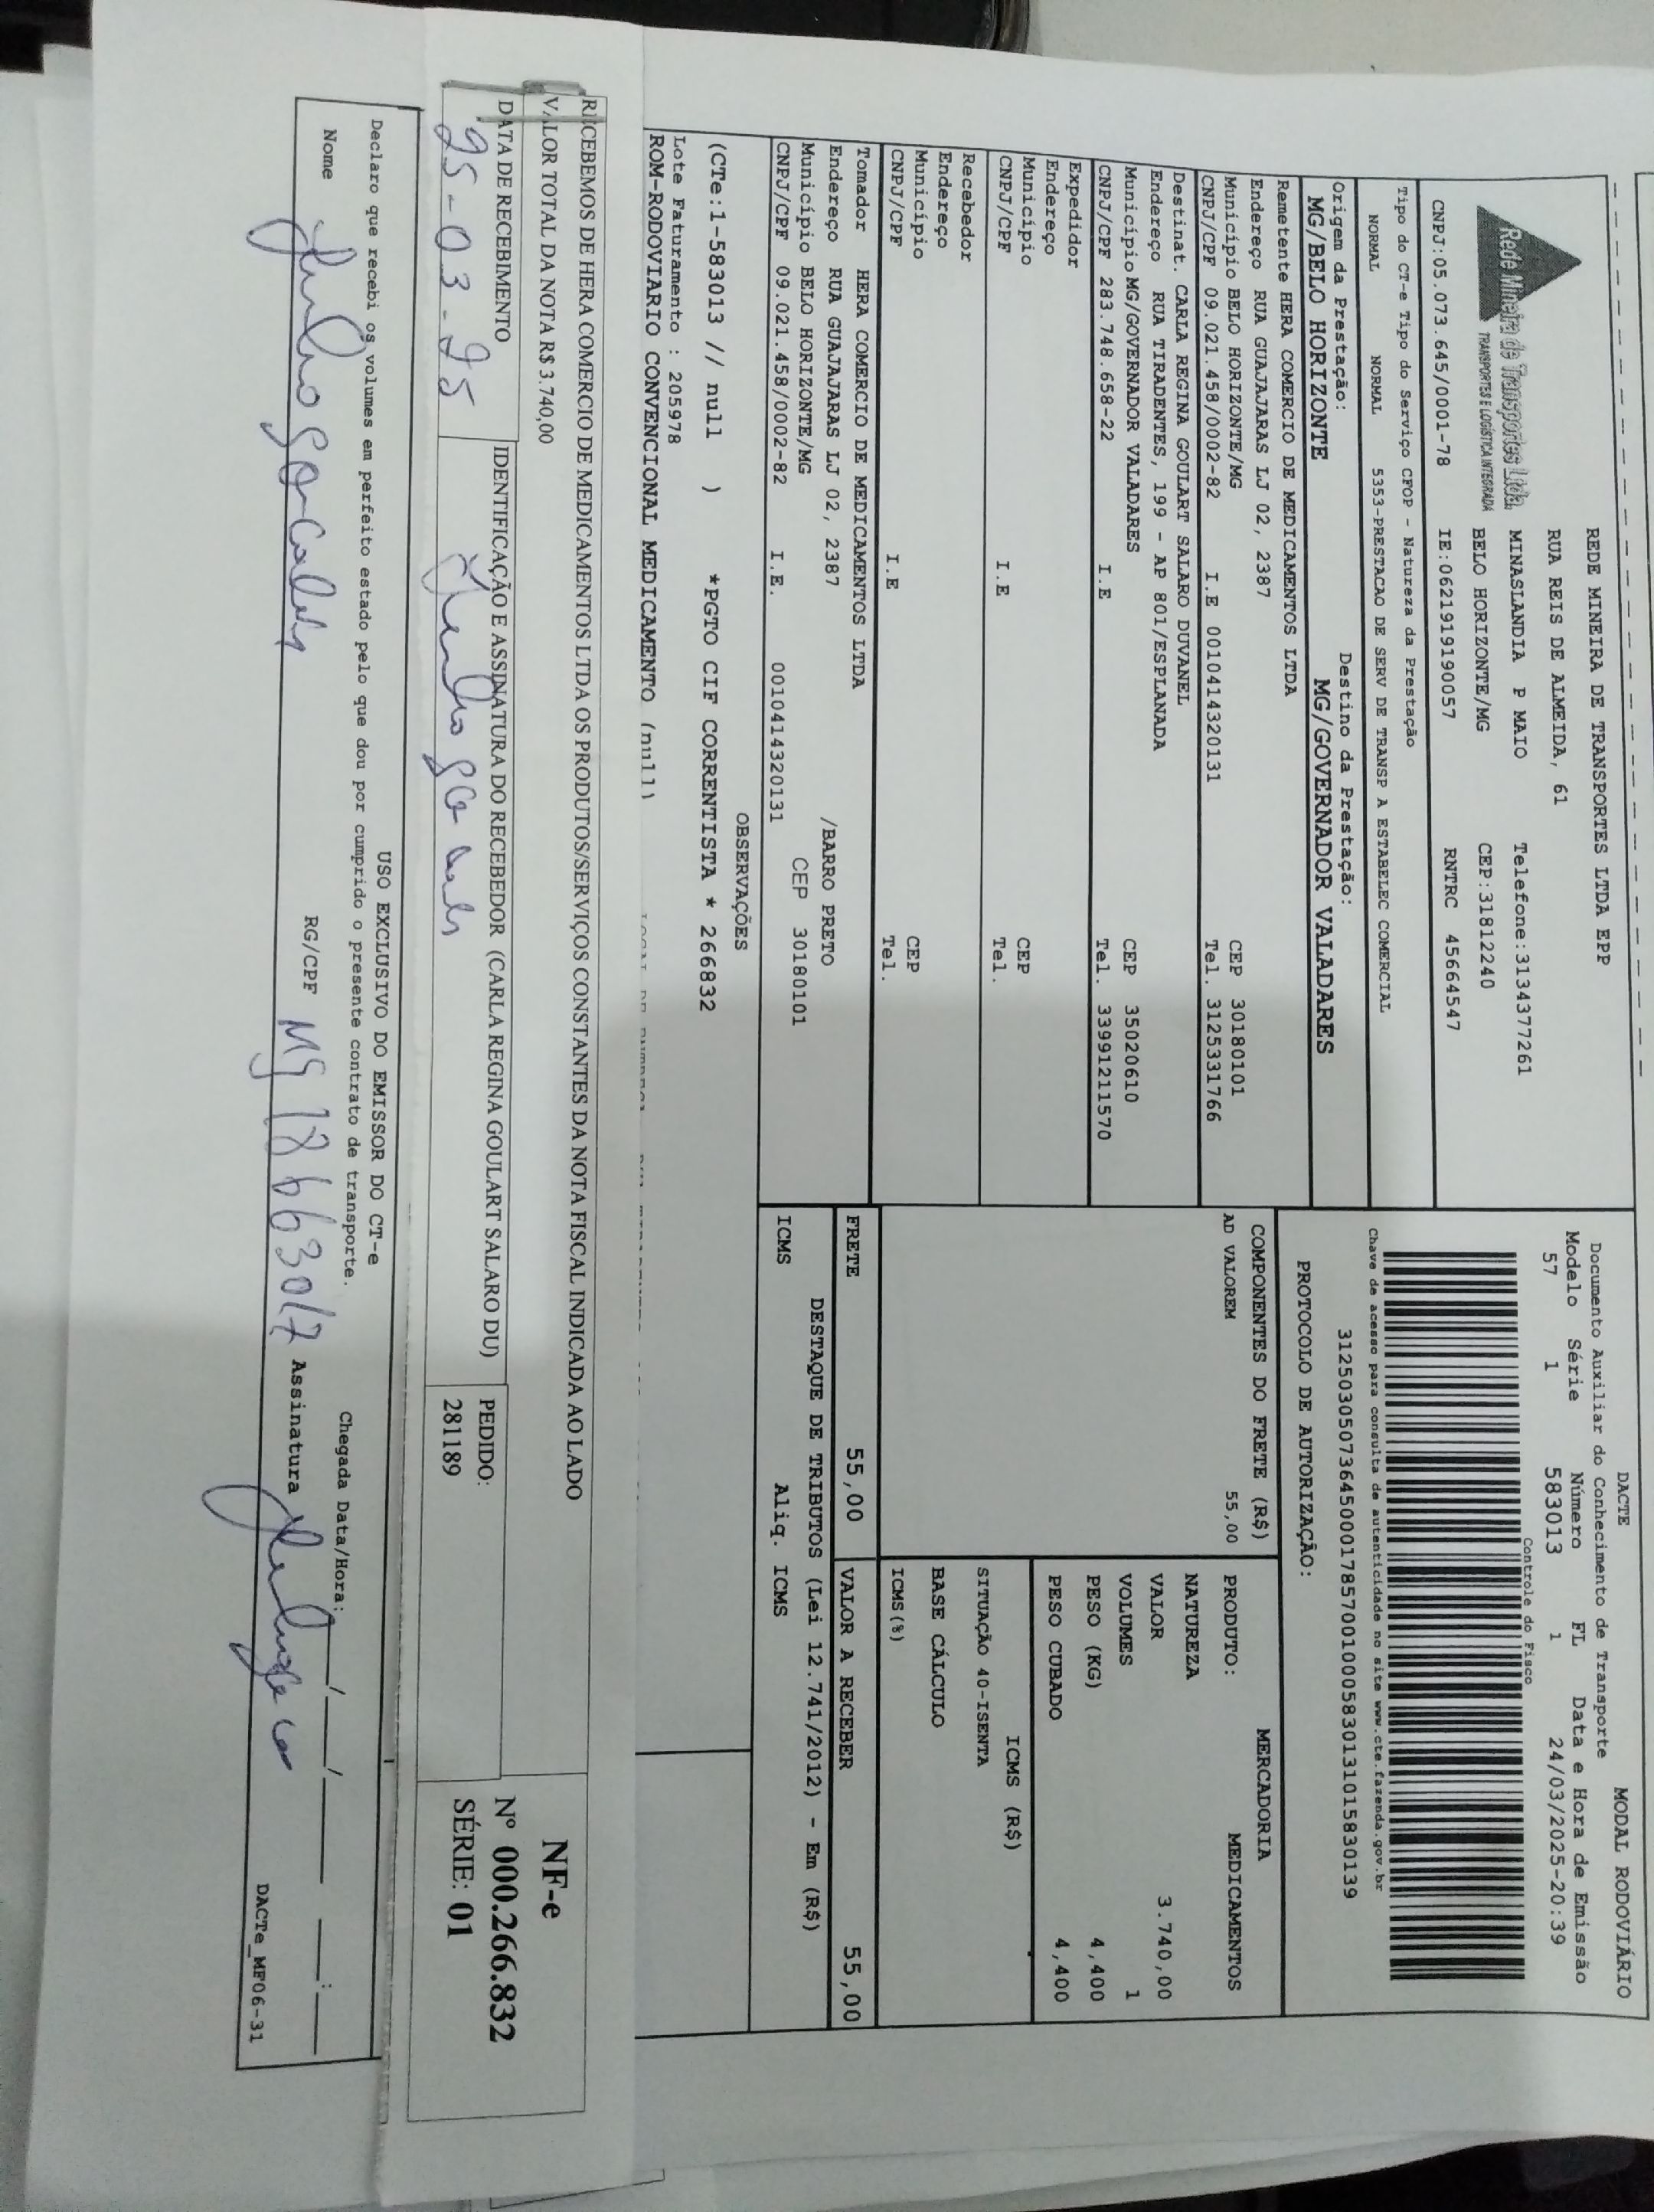 Rede Mineira de Transportes Ltda.
TRANSPORTES E LOGÍSTICA INTEGRADA
REDE MINEIRA DE TRANSPORTES LTDA EPP
RUA REIS DE ALMEIDA, 61
MINASLANDIA P MAIO Telefone:3134377261
BELO HORIZONTE/MG CEP:31812240
CNPJ:05.073.645/0001-78 IE:0621919190057 RNTRC 45664547
DACTE MODAL RODOVIÁRIO
Documento Auxiliar do Conhecimento de Transporte
Modelo Série Número FL Data e Hora de Emissão
57 1 583013 1 24/03/2025-20:39
Controle do Fisco
Chave de acesso para consulta de autenticidade no site www.cte.fazenda.gov.br
31250305073645000178570010005830131015830139
PROTOCOLO DE AUTORIZAÇÃO:
Tipo do CT-e Tipo do Serviço CFOP - Natureza da Prestação
NORMAL NORMAL 5353-PRESTACAO DE SERV DE TRANSP A ESTABELEC COMERCIAL
Origem da Prestação: Destino da Prestação:
MG/BELO HORIZONTE MG/GOVERNADOR VALADARES
Remetente HERA COMERCIO DE MEDICAMENTOS LTDA
Endereço RUA GUAJAJARAS LJ 02, 2387
Município BELO HORIZONTE/MG CEP 30180101
CNPJ/CPF 09.021.458/0002-82 I.E 0010414320131 Tel. 3125331766
Destinat. CARLA REGINA GOULART SALARO DUVANEL
Endereço RUA TIRADENTES, 199 - AP 801/ESPLANADA
Município MG/GOVERNADOR VALADARES CEP 35020610
CNPJ/CPF 283.748.658-22 I.E Tel. 33991211570
Expedidor
Endereço
Município CEP
CNPJ/CPF I.E Tel.
Recebedor
Endereço
Município CEP
CNPJ/CPF I.E Tel.
Tomador HERA COMERCIO DE MEDICAMENTOS LTDA
Endereço RUA GUAJAJARAS LJ 02, 2387 /BARRO PRETO
Município BELO HORIZONTE/MG CEP 30180101
CNPJ/CPF 09.021.458/0002-82 I.E. 0010414320131
COMPONENTES DO FRETE (R$)
AD VALOREM 55,00
MERCADORIA
PRODUTO: MEDICAMENTOS
NATUREZA
VALOR 3.740,00
VOLUMES 1
PESO (KG) 4,400
PESO CUBADO 4,400
ICMS (R$)
SITUAÇÃO 40-ISENTA
BASE CÁLCULO
ICMS(%)
FRETE 55,00 VALOR A RECEBER 55,00
DESTAQUE DE TRIBUTOS (Lei 12.741/2012) - Em (R$)
ICMS Aliq. ICMS
OBSERVAÇÕES
(CTe:1-583013 // null ) *PGTO CIF CORRENTISTA * 266832
Lote Faturamento : 205978
ROM-RODOVIARIO CONVENCIONAL MEDICAMENTO (null)
RECEBEMOS DE HERA COMERCIO DE MEDICAMENTOS LTDA OS PRODUTOS/SERVIÇOS CONSTANTES DA NOTA FISCAL INDICADA AO LADO
VALOR TOTAL DA NOTA R$ 3.740,00
DATA DE RECEBIMENTO
25-03-25
IDENTIFICAÇÃO E ASSINATURA DO RECEBEDOR (CARLA REGINA GOULART SALARO DU)
PEDIDO:
281189
NF-e
Nº 000.266.832
SÉRIE: 01
USO EXCLUSIVO DO EMISSOR DO CT-e
Declaro que recebi os volumes em perfeito estado pelo que dou por cumprido o presente contrato de transporte.
Chegada Data/Hora: __/__/____ __:__
Nome RG/CPF MG 18663017 Assinatura
DACTe_MF06-31